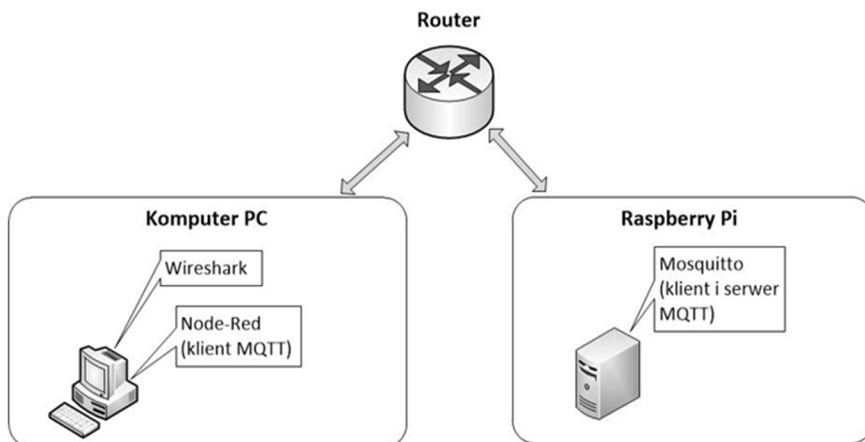 Router
Komputer PC
Wireshark
Node-Red
(klient MQTT)
Raspberry Pi
Mosquitto
(klient i serwer
MQTT)